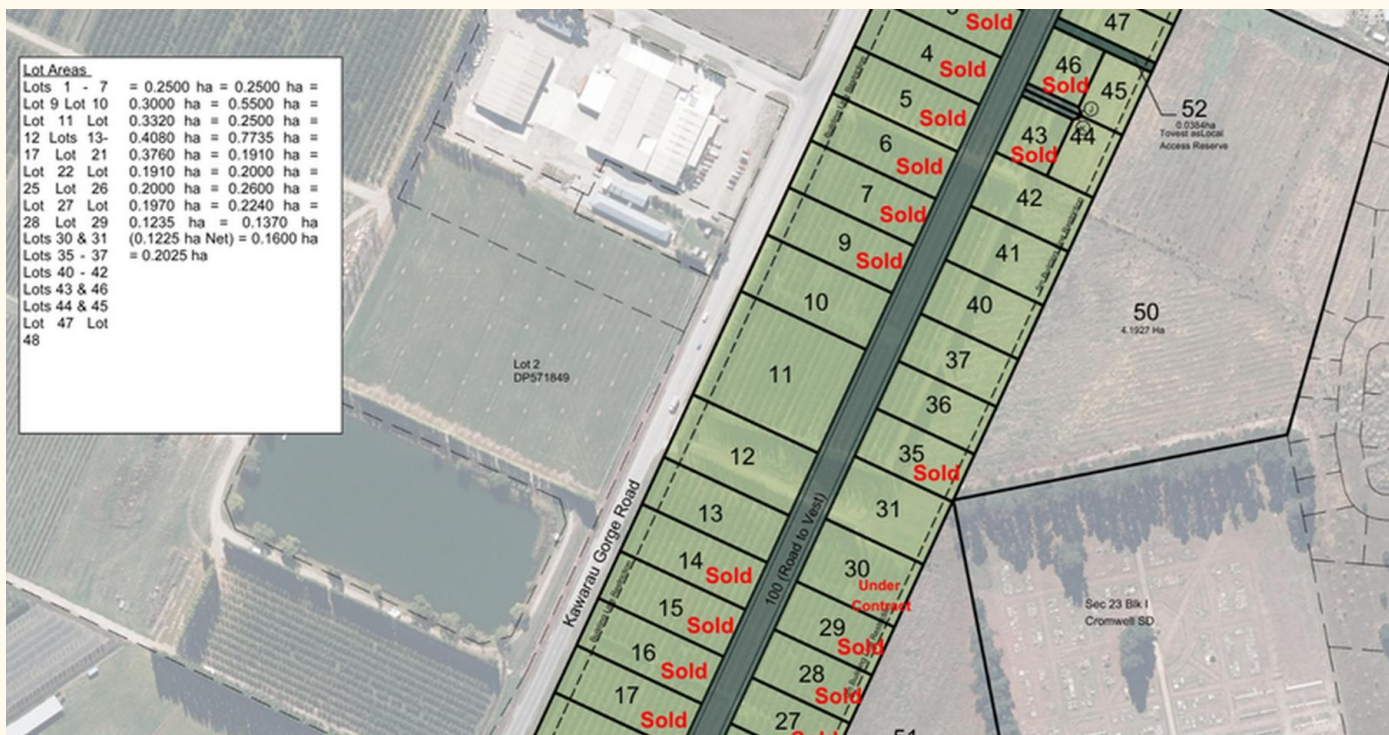 Lot Areas
Lots 1 - 7 = 0.2500 ha = 0.2500 ha =
Lot 9 Lot 10 0.3000 ha = 0.5500 ha =
Lot 11 Lot 0.3320 ha = 0.2500 ha =
12 Lots 13- 0.4080 ha = 0.7735 ha =
17 Lot 21 0.3760 ha = 0.1910 ha =
Lot 22 Lot 0.1910 ha = 0.2000 ha =
25 Lot 26 0.2000 ha = 0.2600 ha =
Lot 27 Lot 0.1970 ha = 0.2240 ha =
28 Lot 29 0.1235 ha = 0.1370 ha
Lots 30 & 31 (0.1225 ha Net) = 0.1600 ha
Lots 35 - 37 = 0.2025 ha
Lots 40 - 42
Lots 43 & 46
Lots 44 & 45
Lot 47 Lot
48
Sold
4
Sold
5
Sold
6
Sold
7
Sold
9
Sold
10
11
12
13
14
Sold
15
Sold
16
Sold
17
Sold
47
46
Sold
45
43
Sold
44
42
41
40
37
36
35
Sold
31
30
Under
Contract
29
Sold
28
Sold
27
Sold
52
0.0384ha
Tovest asLocal
Access Reserve
50
4.1927 Ha
Lot 2
DP571849
Kawarau Gorge Road
100 (Road to Vest)
Sec 23 Blk I
Cromwell SD
51